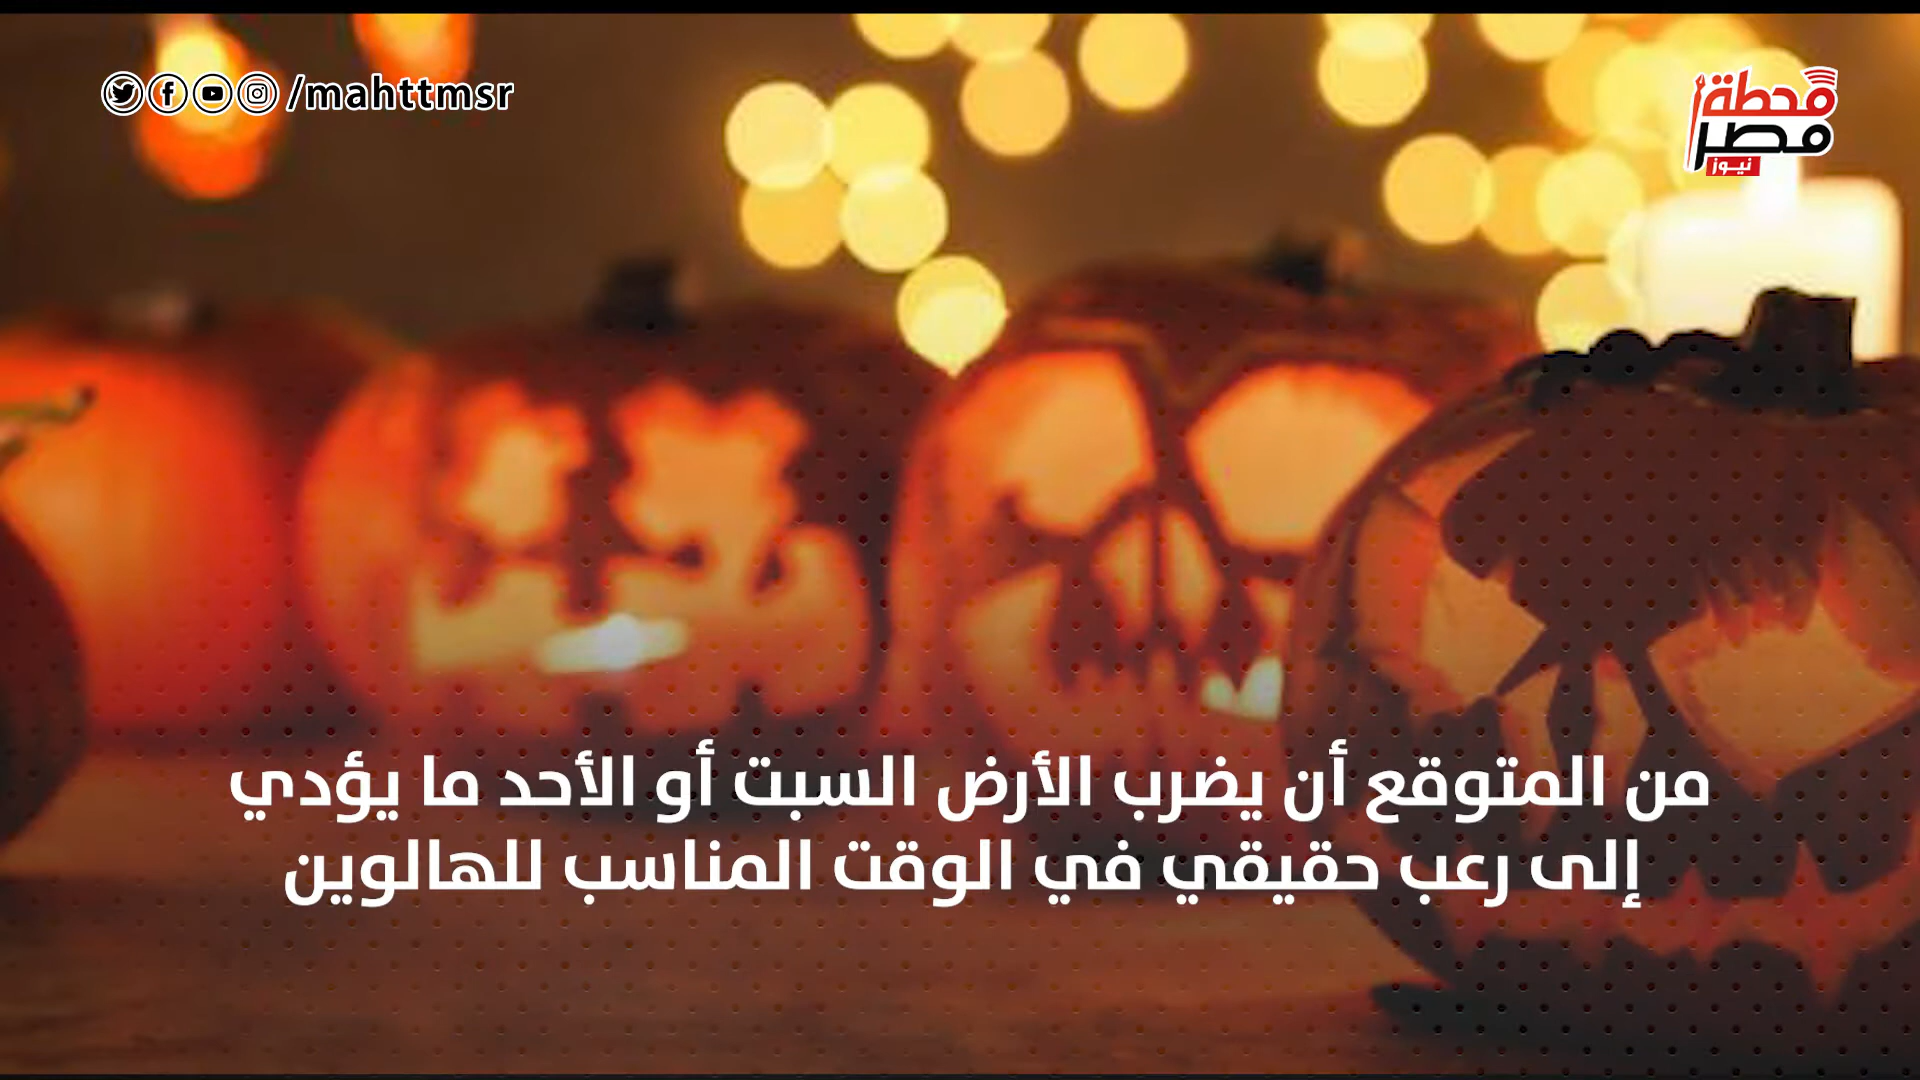 /mahttmsr
محطة
مصر
نيوز
من المتوقع أن يضرب الأرض السبت أو الأحد ما يؤدي
إلى رعب حقيقي في الوقت المناسب للهالوين